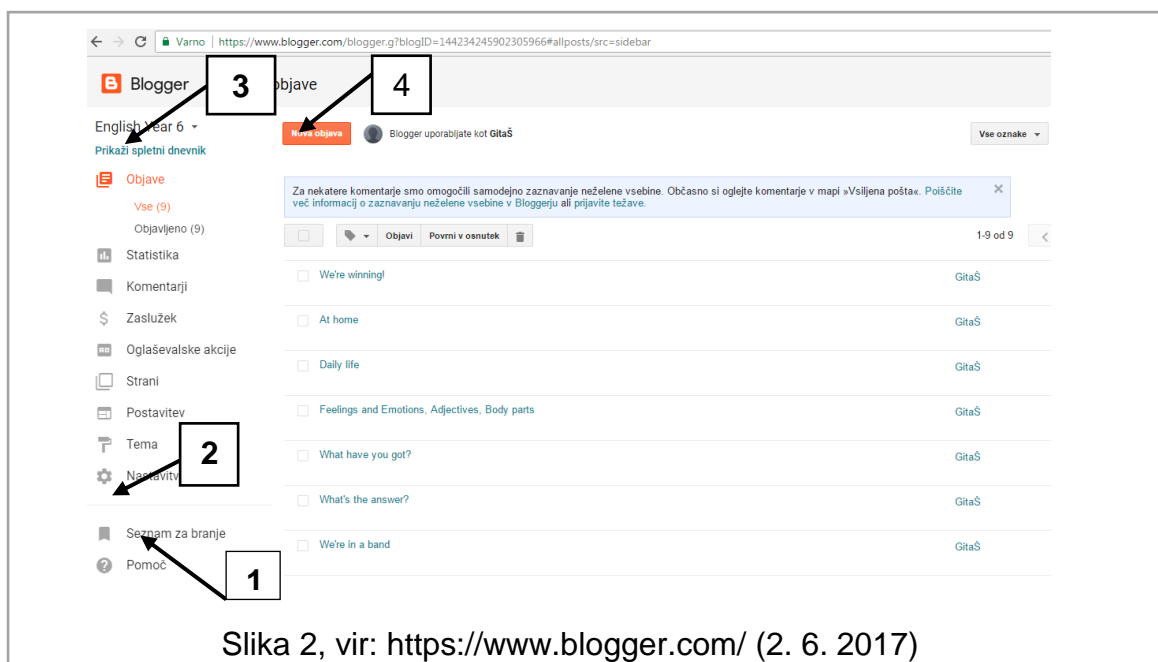 Varno | https://www.blogger.com/blogger.g?blogID=144234245902305966#allposts/src=sidebar
Blogger
3
objave
4
English Year 6
Prikaži spletni dnevnik
Nova objava
Blogger uporabljate kot GitaŠ
Vse oznake
Objave
Vse (9)
Objavljeno (9)
Statistika
Komentarji
Zaslužek
Oglaševalske akcije
Strani
Postavitev
Tema
2
Nastavitv
Seznam za branje
Pomoč
1
Za nekatere komentarje smo omogočili samodejno zaznavanje neželene vsebine. Občasno si oglejte komentarje v mapi »Vsiljena pošta«. Poiščite
več informacij o zaznavanju neželene vsebine v Bloggerju ali prijavite težave.
Objavi Povrni v osnutek
1-9 od 9
We're winning! GitaŠ
At home GitaŠ
Daily life GitaŠ
Feelings and Emotions, Adjectives, Body parts GitaŠ
What have you got? GitaŠ
What's the answer? GitaŠ
We're in a band GitaŠ
Slika 2, vir: https://www.blogger.com/ (2. 6. 2017)